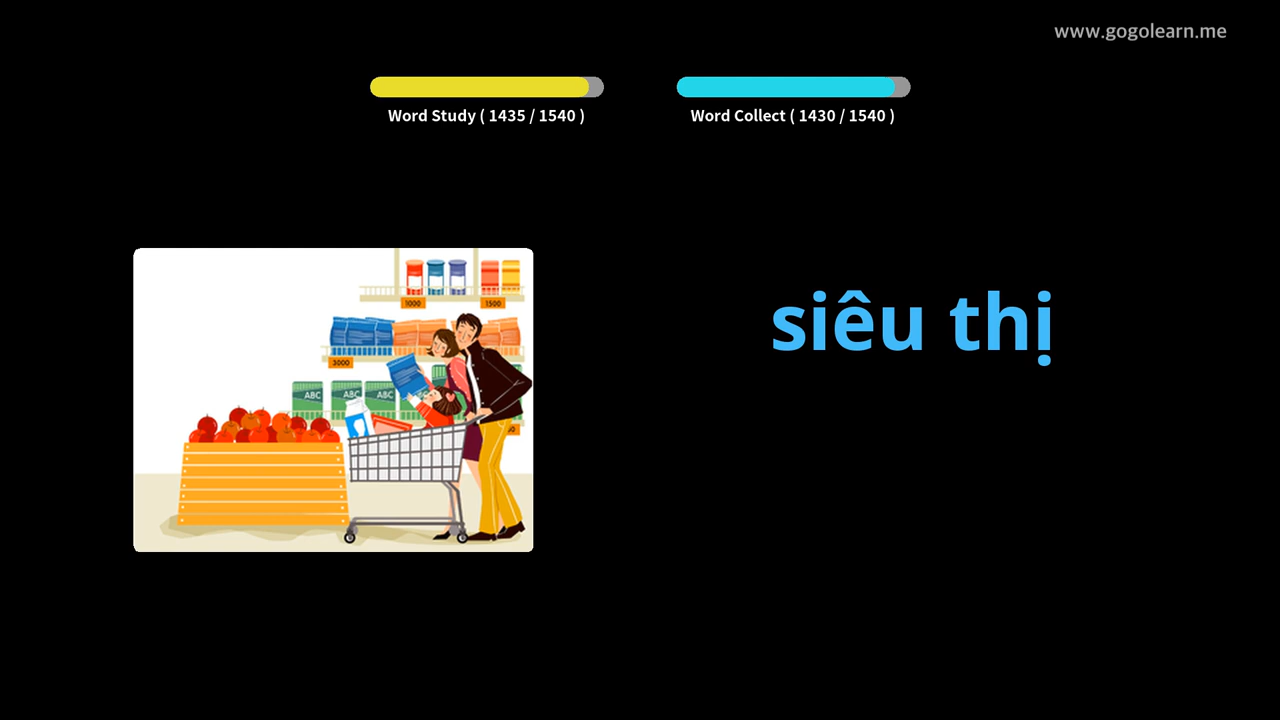 www.gogolearn.me
Word Study ( 1435 / 1540 )
Word Collect ( 1430 / 1540 )
siêu thị
1000
1500
3000
ABC
ABC
ABC